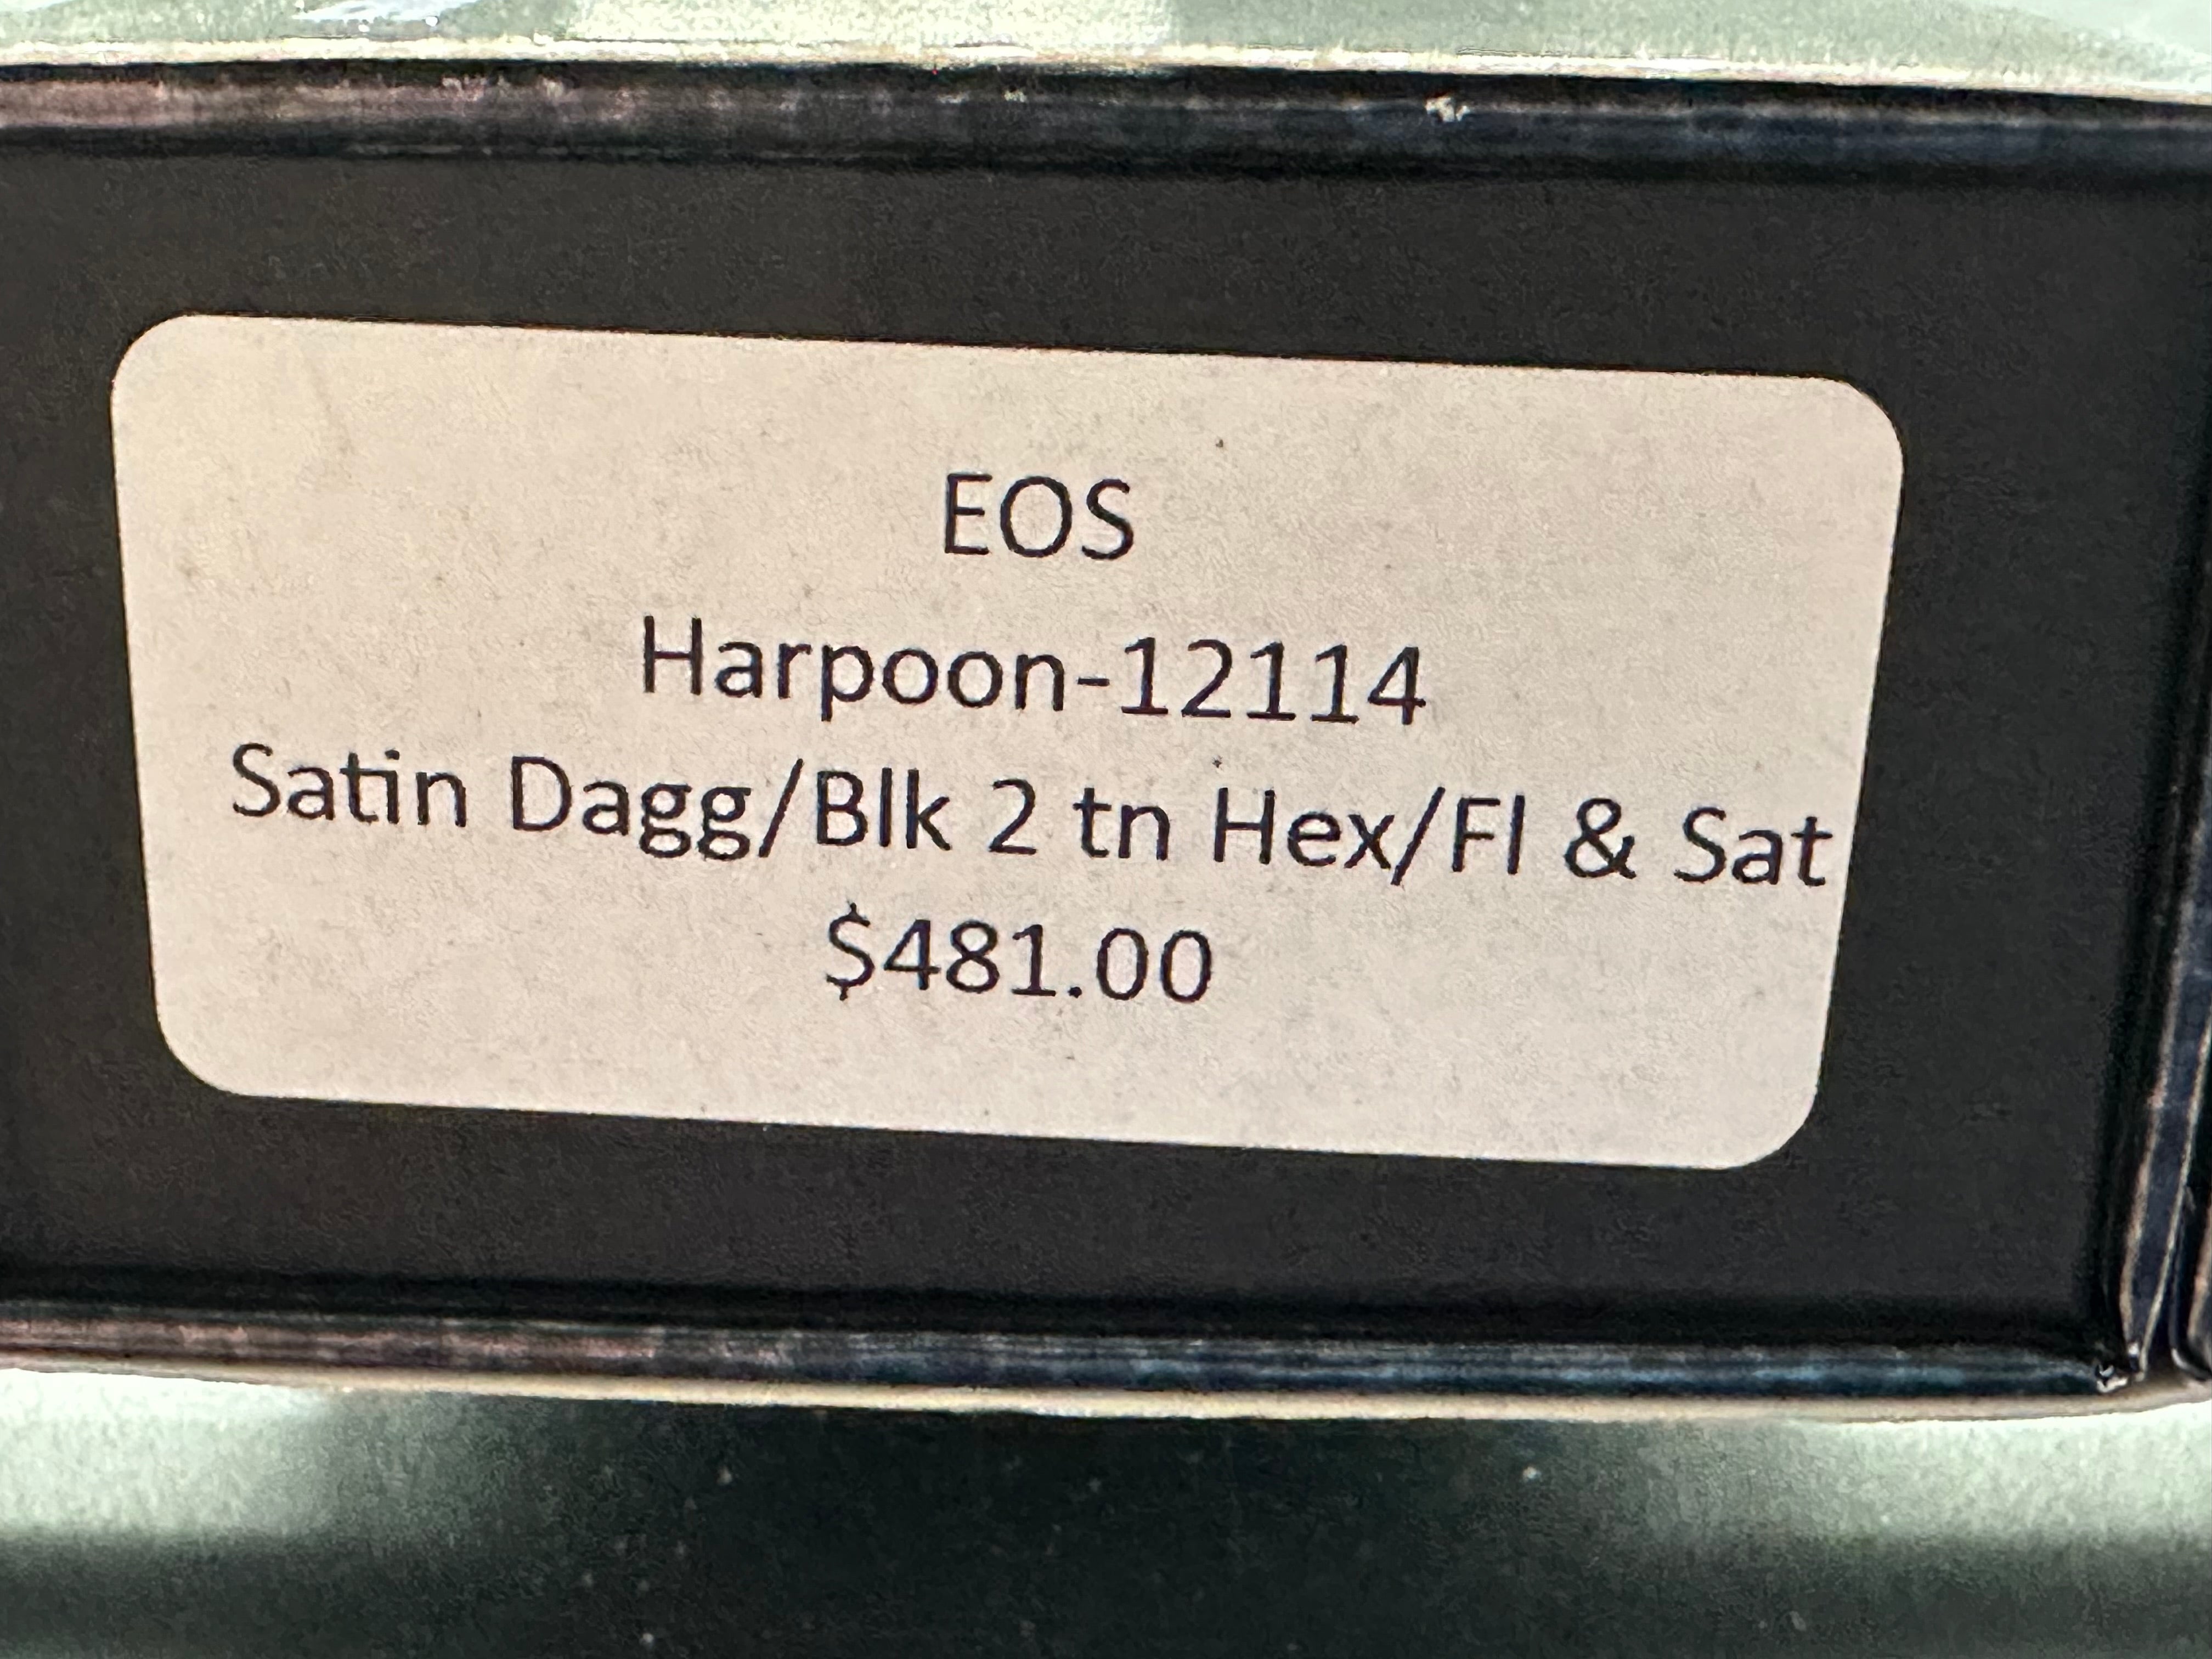 EOS
Harpoon-12114
Satin Dagg/Blk 2 tn Hex/Fl & Sat
$481.00